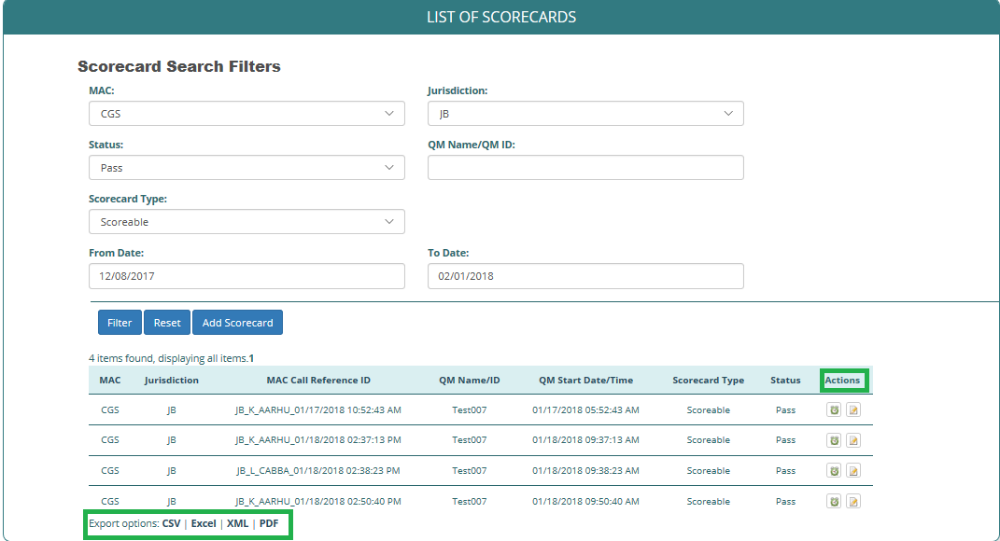 LIST OF SCORECARDS
Scorecard Search Filters
MAC: Jurisdiction:
CGS JB
Status: QM Name/QM ID:
Pass
Scorecard Type:
Scoreable
From Date: To Date:
12/08/2017 02/01/2018
Filter Reset Add Scorecard
4 items found, displaying all items.1
MAC Jurisdiction MAC Call Reference ID QM Name/ID QM Start Date/Time Scorecard Type Status Actions
CGS JB JB_K_AARHU_01/17/2018 10:52:43 AM Test007 01/17/2018 05:52:43 AM Scoreable Pass
CGS JB JB_K_AARHU_01/18/2018 02:37:13 PM Test007 01/18/2018 09:37:13 AM Scoreable Pass
CGS JB JB_L_CABBA_01/18/2018 02:38:23 PM Test007 01/18/2018 09:38:23 AM Scoreable Pass
CGS JB JB_K_AARHU_01/18/2018 02:50:40 PM Test007 01/18/2018 09:50:40 AM Scoreable Pass
Export options: CSV | Excel | XML | PDF